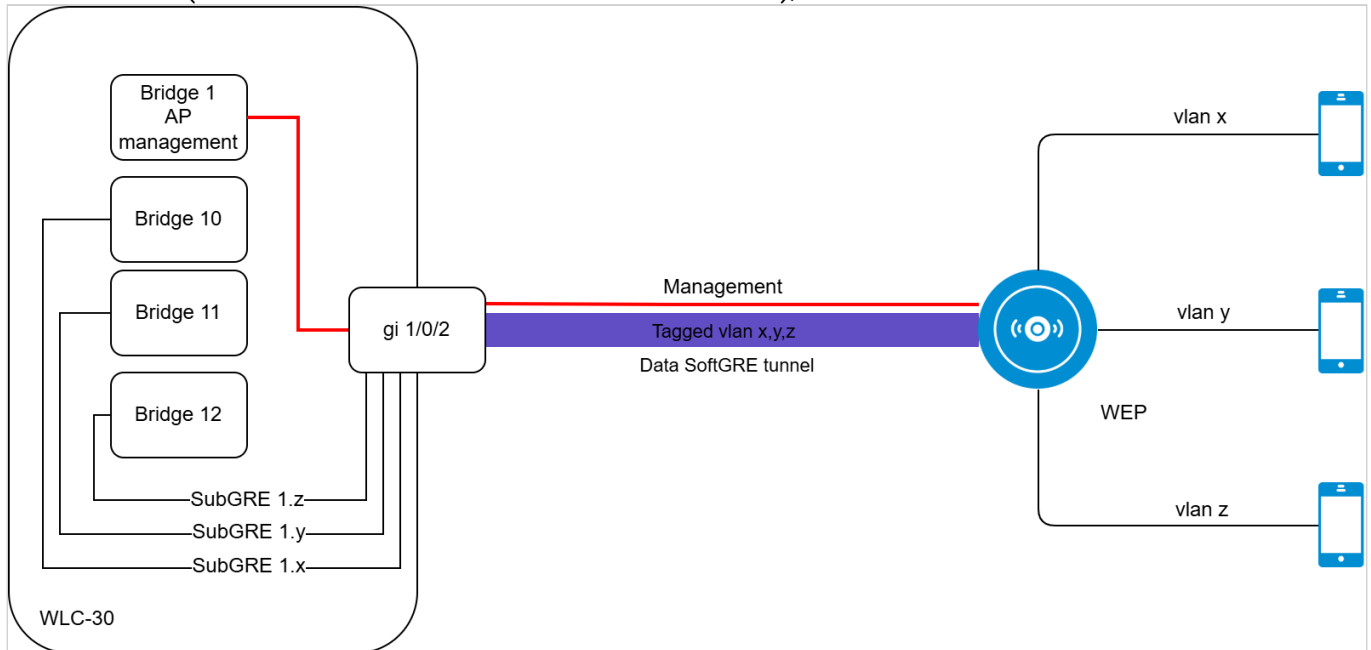 Bridge 1
AP
management
Bridge 10
Bridge 11
Bridge 12
gi 1/0/2
SubGRE 1.z
SubGRE 1.y
SubGRE 1.x
WLC-30
Management
Tagged vlan x,y,z
Data SoftGRE tunnel
WEP
vlan x
vlan y
vlan z